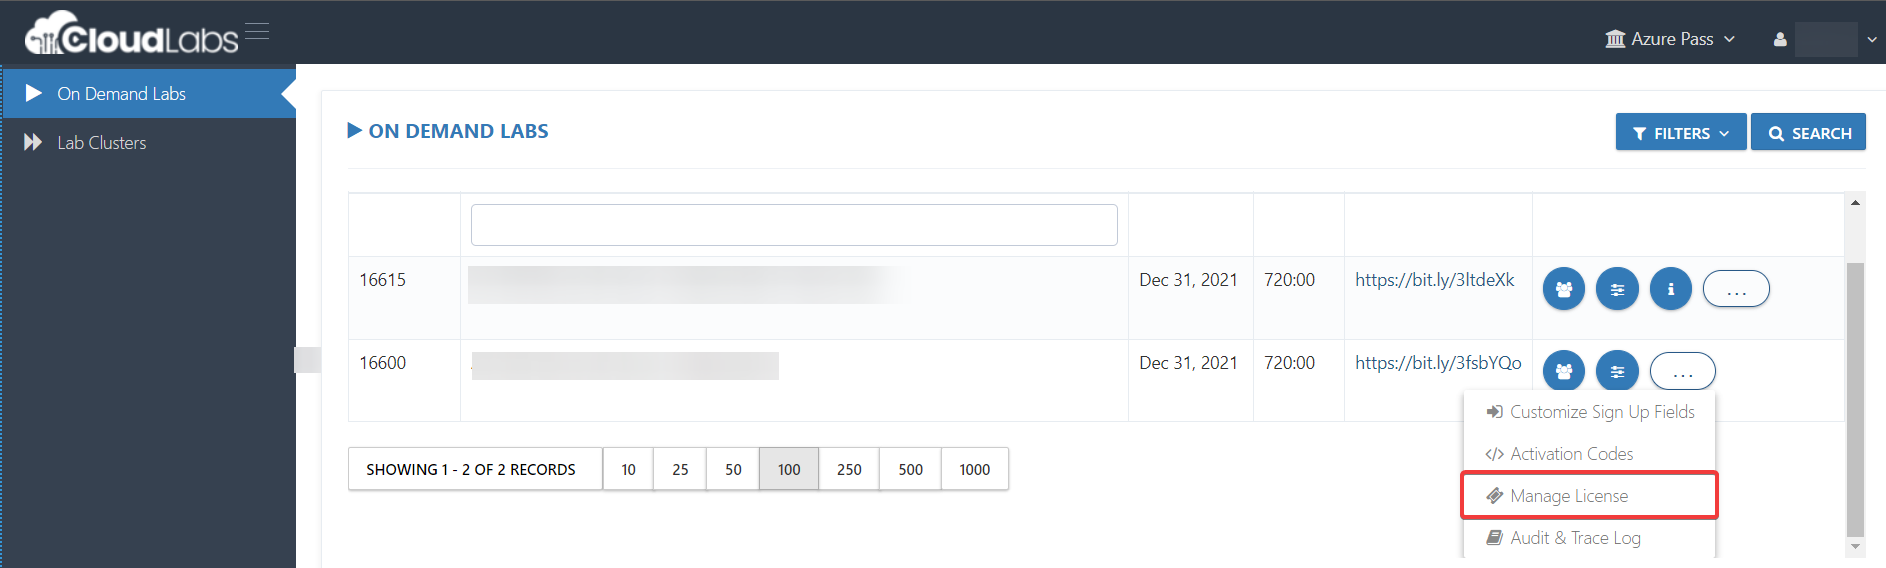 CloudLabs
Azure Pass
On Demand Labs
Lab Clusters
ON DEMAND LABS
FILTERS
SEARCH
16615 Dec 31, 2021 720:00 https://bit.ly/3ltdeXk ...
16600 Dec 31, 2021 720:00 https://bit.ly/3fsbYQo ...
Customize Sign Up Fields
Activation Codes
Manage License
Audit & Trace Log
SHOWING 1 - 2 OF 2 RECORDS 10 25 50 100 250 500 1000